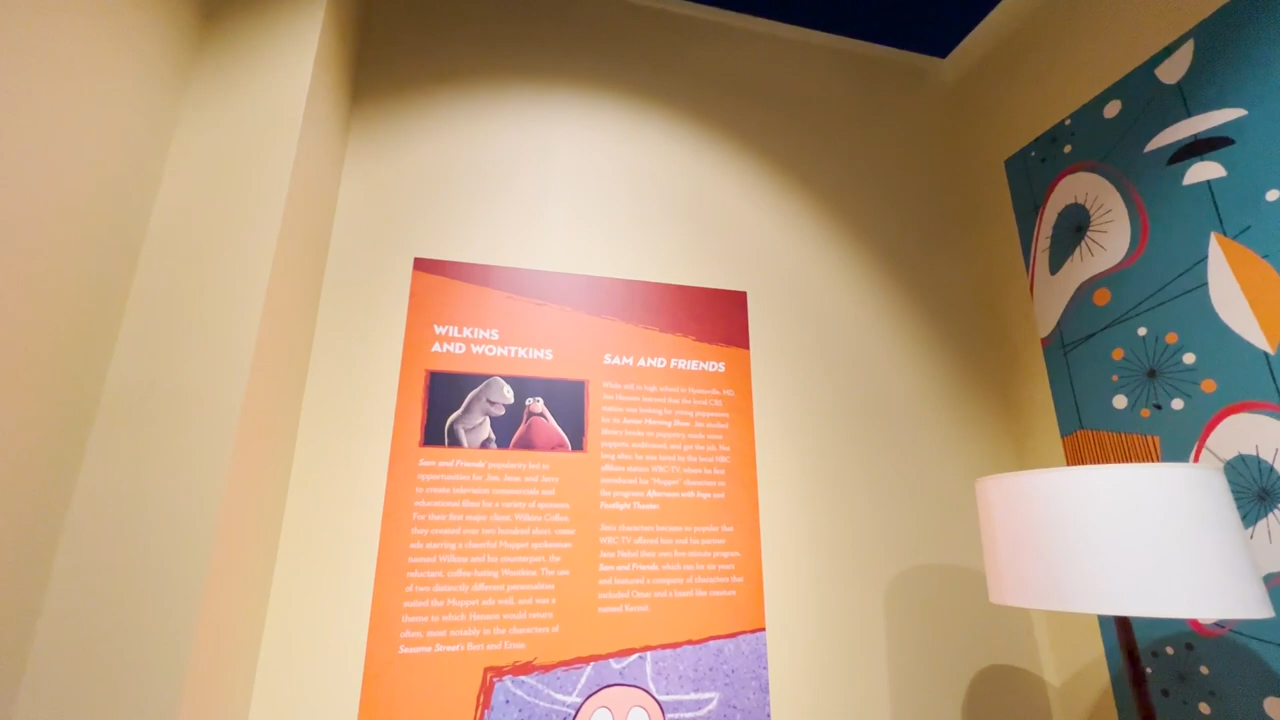 WILKINS
AND WONTKINS
Sam and Friends' popularity led to
opportunities for Jim, Jane, and Jerry
to create television commercials and
educational films for a variety of sponsors.
For their first major client, Wilkins Coffee,
they created over two hundred short, comic
ads starring a cheerful Muppet spokesman
named Wilkins and his counterpart, the
reluctant, coffee-hating Wontkins. The use
of two distinctly different personalities
suited the Muppet ads well, and was a
theme to which Henson would return
often, most notably in the characters of
Sesame Street's Bert and Ernie.
SAM AND FRIENDS
While still in high school in Hyattsville, MD,
Jim Henson learned that the local CBS
station was looking for young puppeteers
for its Junior Morning Show. Jim studied
library books on puppetry, made some
puppets, auditioned, and got the job. Not
long after, he was hired by the local NBC
affiliate station WRC-TV, where he first
introduced his "Muppet" characters on
the programs Afternoon with Inga and
Footlight Theater.
Jim's characters became so popular that
WRC-TV offered him and his partner
Jane Nebel their own five-minute program,
Sam and Friends, which ran for six years
and featured a company of characters that
included Omar and a lizard-like creature
named Kermit.